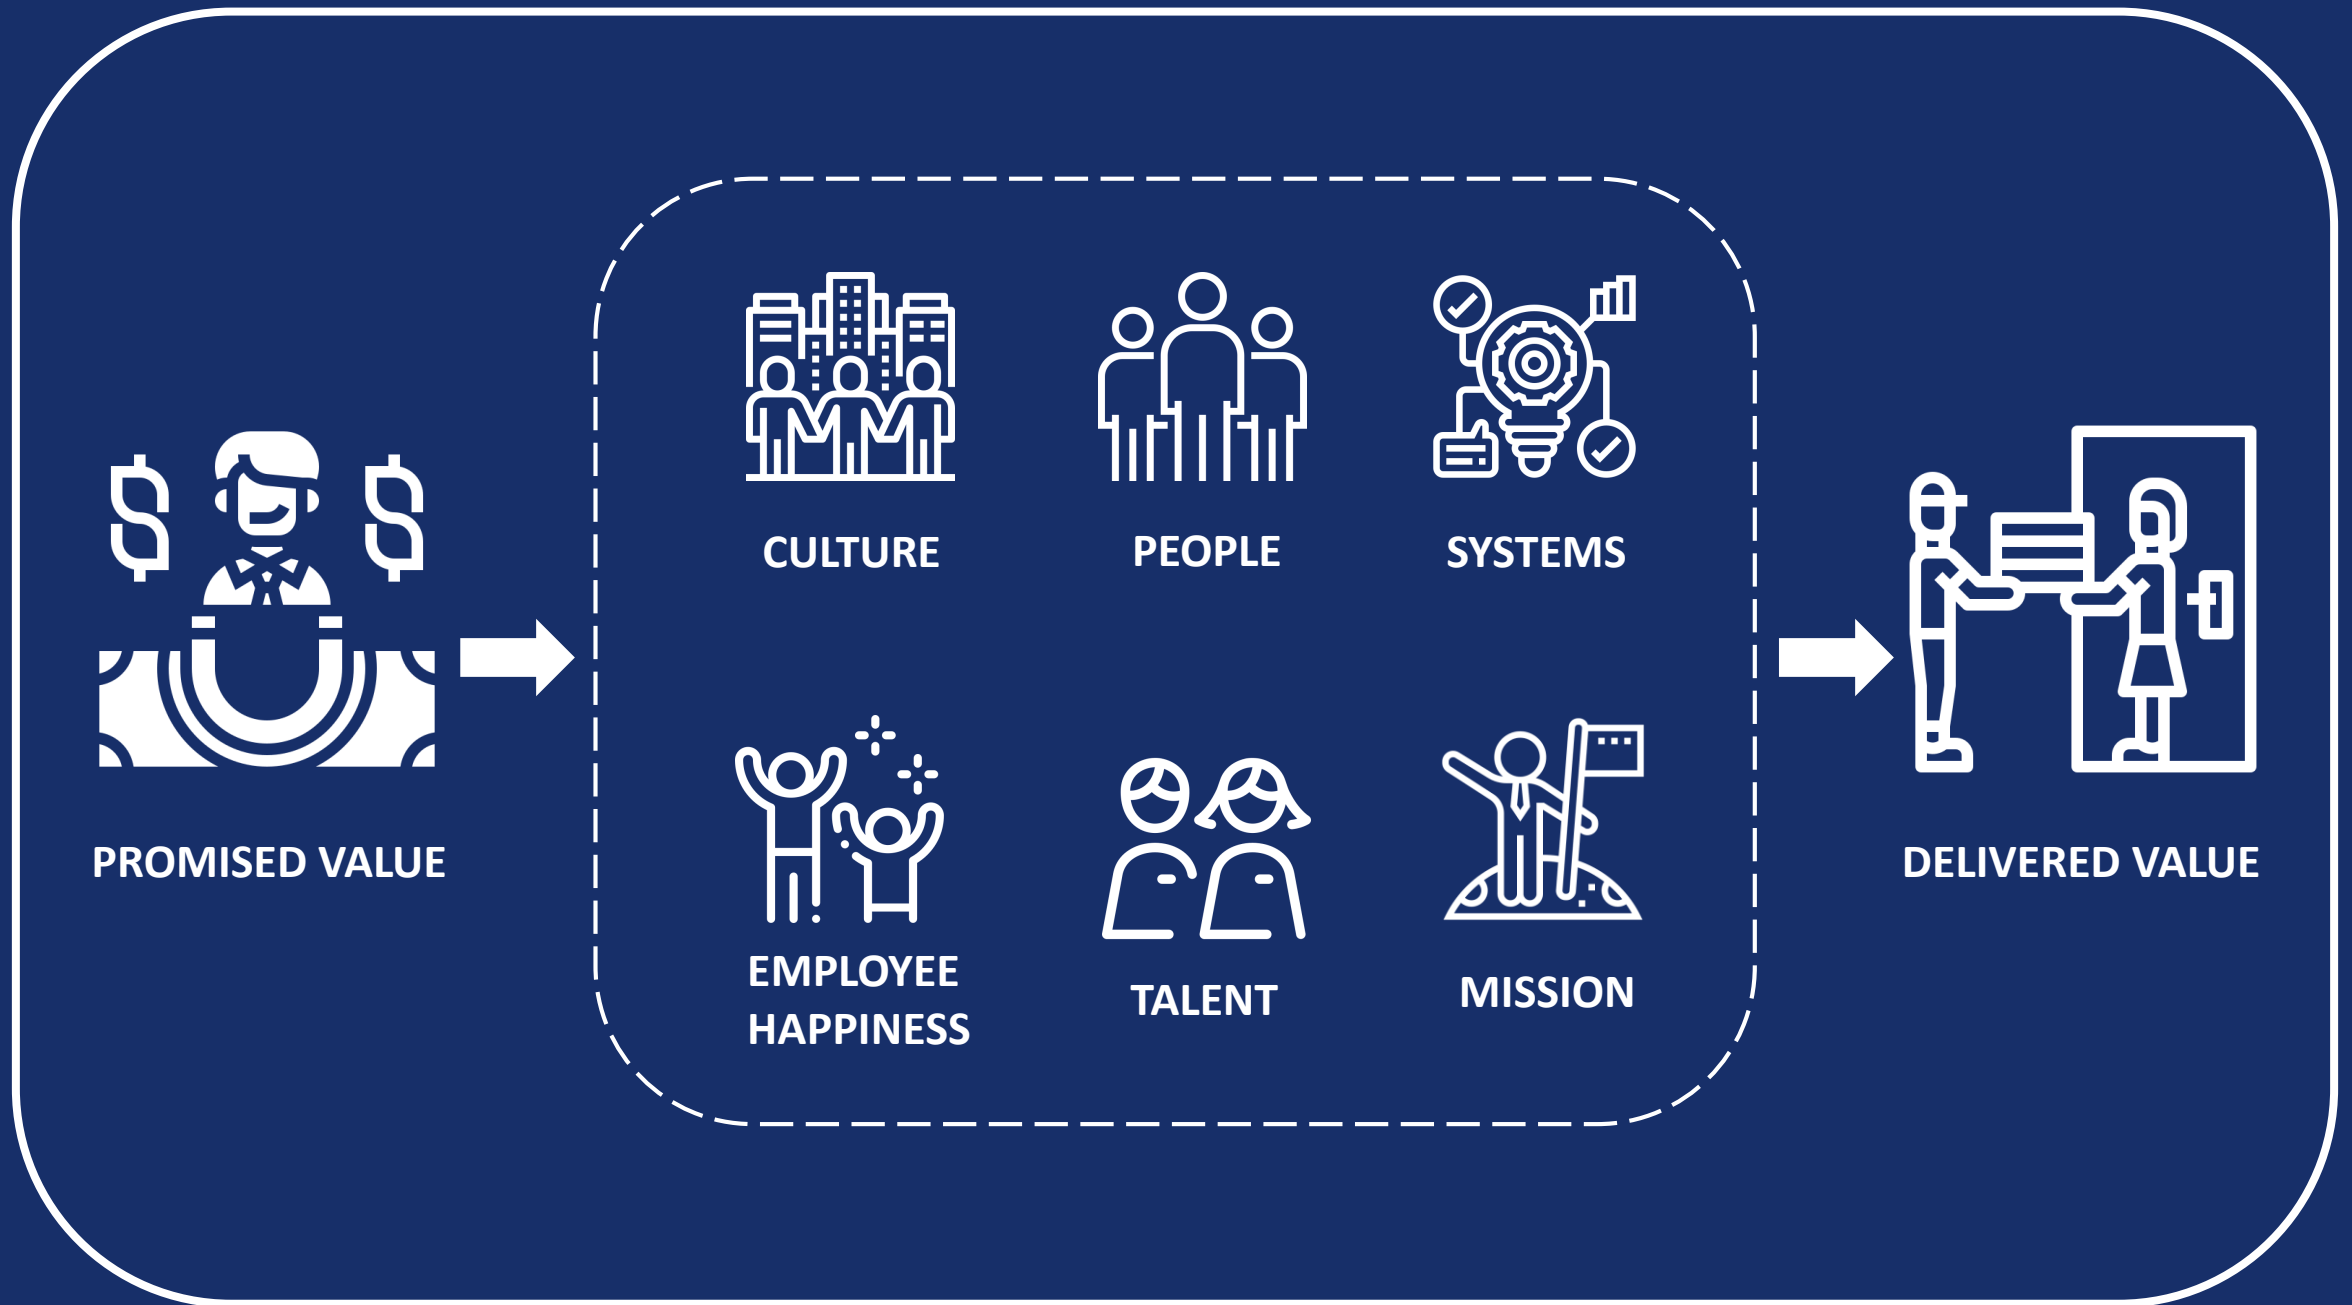 CULTURE
PEOPLE
SYSTEMS
PROMISED VALUE
DELIVERED VALUE
EMPLOYEE
HAPPINESS
TALENT
MISSION